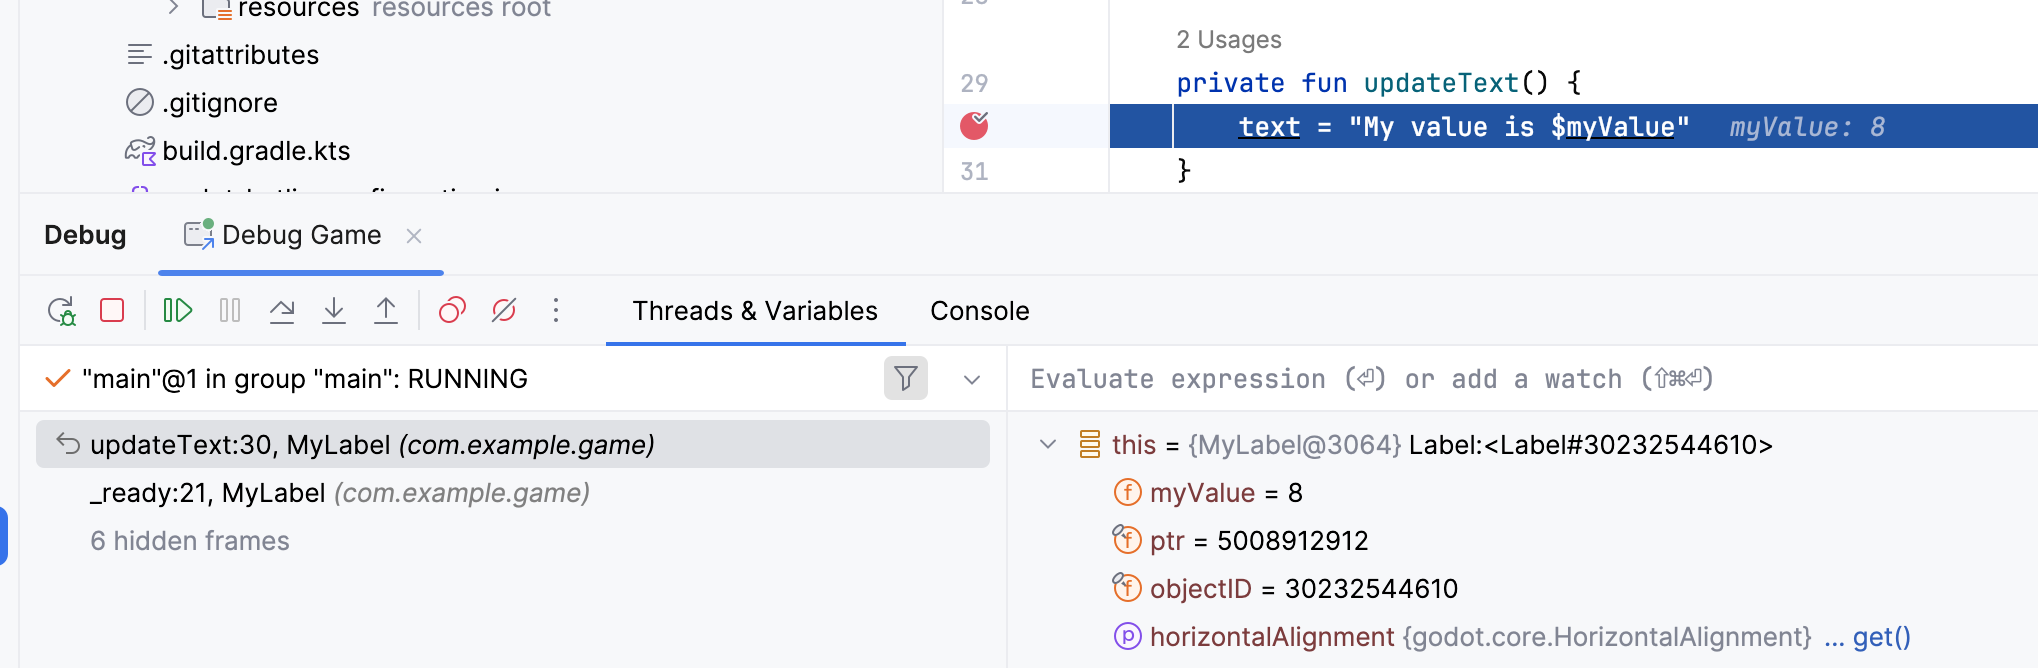 resources resources root
.gitattributes
.gitignore
build.gradle.kts
2 Usages
29 private fun updateText() {
text = "My value is $myValue" myValue: 8
31 }
Debug
Debug Game
Threads & Variables
Console
"main"@1 in group "main": RUNNING
updateText:30, MyLabel (com.example.game)
_ready:21, MyLabel (com.example.game)
6 hidden frames
Evaluate expression (⏎) or add a watch (⇧⌘⏎)
this = {MyLabel@3064} Label:<Label#30232544610>
f myValue = 8
f ptr = 5008912912
f objectID = 30232544610
p horizontalAlignment {godot.core.HorizontalAlignment} ... get()